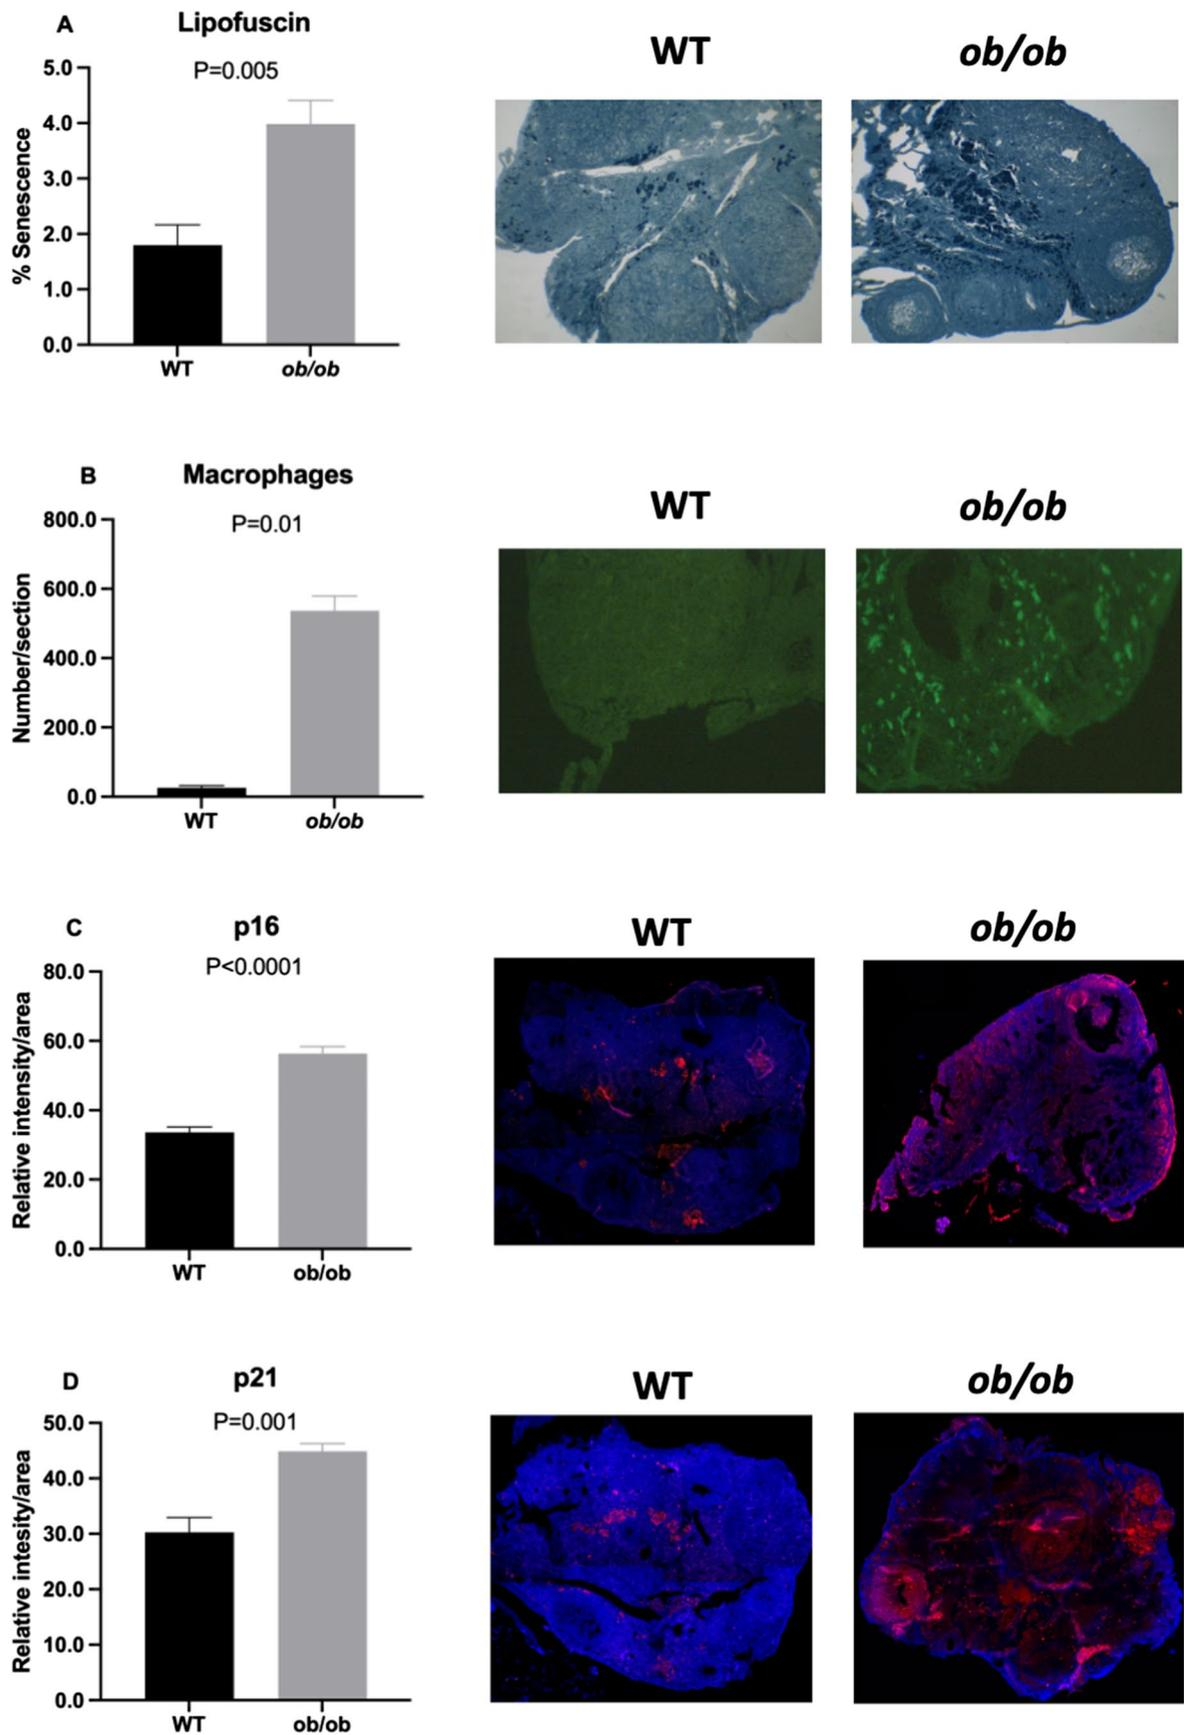 A
Lipofuscin
P=0.005
% Senescence
5.0
4.0
3.0
2.0
1.0
0.0
WT
ob/ob
WT
ob/ob
B
Macrophages
P=0.01
Number/section
800.0
600.0
400.0
200.0
0.0
WT
ob/ob
WT
ob/ob
C
p16
P<0.0001
Relative intensity/area
80.0
60.0
40.0
20.0
0.0
WT
ob/ob
WT
ob/ob
D
p21
P=0.001
Relative intesity/area
50.0
40.0
30.0
20.0
10.0
0.0
WT
ob/ob
WT
ob/ob